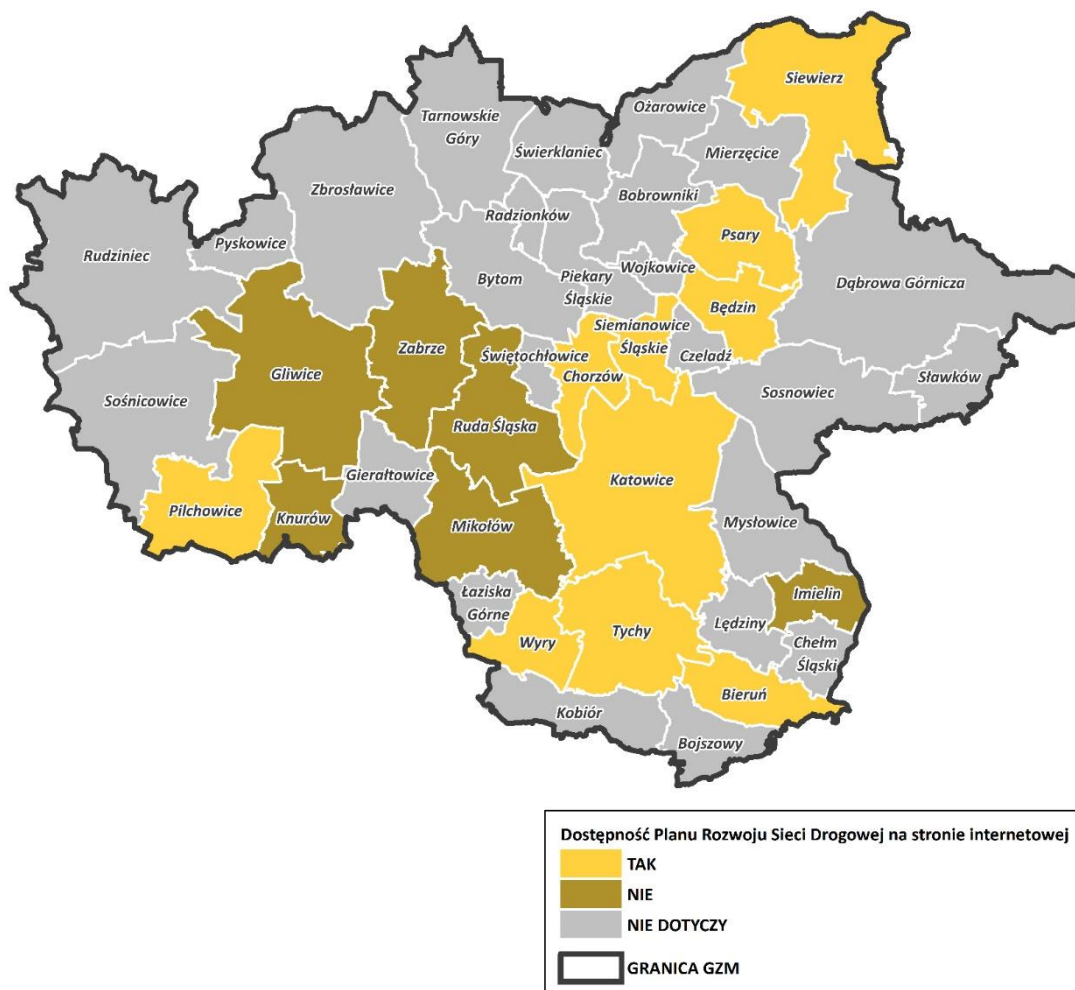 Siewierz
Ożarowice
Tarnowskie
Góry
Świerklaniec
Mierzęcice
Zbrosławice
Bobrowniki
Radzionków
Psary
Pyskowice
Rudziniec
Wojkowice
Bytom
Piekary
Śląskie
Dąbrowa Górnicza
Będzin
Siemianowice
Śląskie
Zabrze
Świętochłowice
Czeladź
Gliwice
Chorzów
Sławków
Sośnicowice
Sosnowiec
Ruda Śląska
Gierałtowice
Katowice
Pilchowice
Knurów
Mikołów
Mysłowice
Łaziska
Górne
Imielin
Lędziny
Wyry
Tychy
Chełm
Śląski
Bieruń
Kobiór
Bojszowy
Dostępność Planu Rozwoju Sieci Drogowej na stronie internetowej
TAK
NIE
NIE DOTYCZY
GRANICA GZM